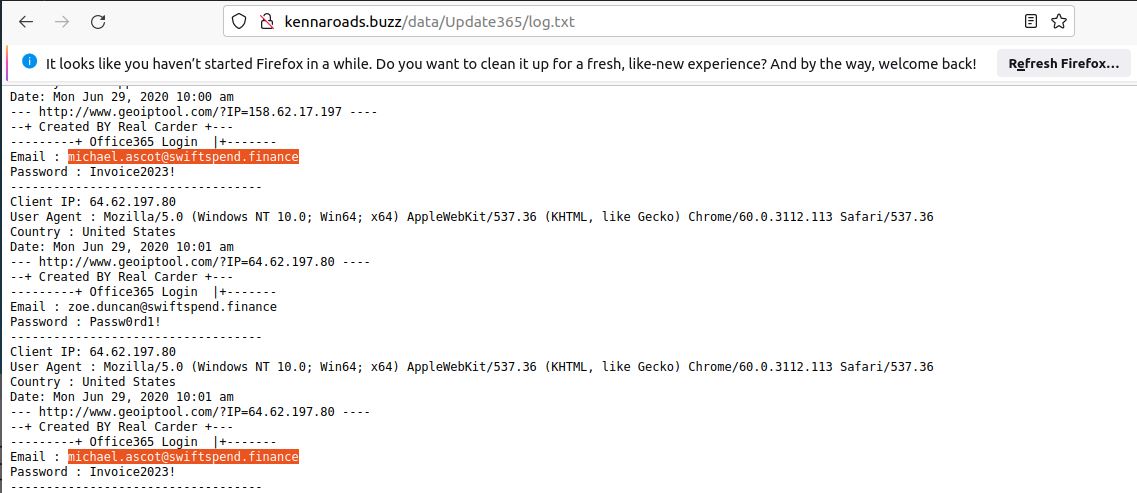 kennaroads.buzz/data/Update365/log.txt
It looks like you haven’t started Firefox in a while. Do you want to clean it up for a fresh, like-new experience? And by the way, welcome back!
Refresh Firefox...
Date: Mon Jun 29, 2020 10:00 am
--- http://www.geoiptool.com/?IP=158.62.17.197 ----
--+ Created BY Real Carder +---
---------+ Office365 Login  |+-------
Email : michael.ascot@swiftspend.finance
Password : Invoice2023!
-----------------------------------
Client IP: 64.62.197.80
User Agent : Mozilla/5.0 (Windows NT 10.0; Win64; x64) AppleWebKit/537.36 (KHTML, like Gecko) Chrome/60.0.3112.113 Safari/537.36
Country : United States
Date: Mon Jun 29, 2020 10:01 am
--- http://www.geoiptool.com/?IP=64.62.197.80 ----
--+ Created BY Real Carder +---
---------+ Office365 Login  |+-------
Email : zoe.duncan@swiftspend.finance
Password : Passw0rd1!
-----------------------------------
Client IP: 64.62.197.80
User Agent : Mozilla/5.0 (Windows NT 10.0; Win64; x64) AppleWebKit/537.36 (KHTML, like Gecko) Chrome/60.0.3112.113 Safari/537.36
Country : United States
Date: Mon Jun 29, 2020 10:01 am
--- http://www.geoiptool.com/?IP=64.62.197.80 ----
--+ Created BY Real Carder +---
---------+ Office365 Login  |+-------
Email : michael.ascot@swiftspend.finance
Password : Invoice2023!
-----------------------------------